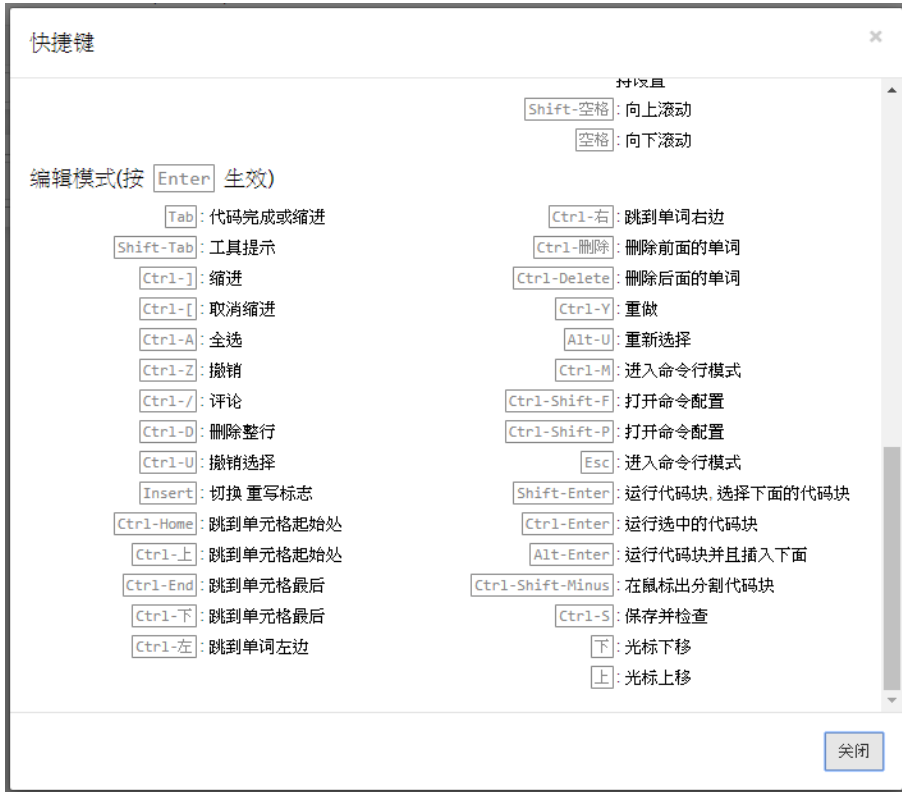 快捷键
×
Shift-空格 : 向上滚动
空格 : 向下滚动
编辑模式(按 Enter 生效)
Tab : 代码完成或缩进
Shift-Tab : 工具提示
Ctrl-] : 缩进
Ctrl-[ : 取消缩进
Ctrl-A : 全选
Ctrl-Z : 撤销
Ctrl-/ : 评论
Ctrl-D : 删除整行
Ctrl-U : 撤销选择
Insert : 切换 重写标志
Ctrl-Home : 跳到单元格起始处
Ctrl-上 : 跳到单元格起始处
Ctrl-End : 跳到单元格最后
Ctrl-下 : 跳到单元格最后
Ctrl-左 : 跳到单词左边
Ctrl-右 : 跳到单词右边
Ctrl-删除 : 删除前面的单词
Ctrl-Delete : 删除后面的单词
Ctrl-Y : 重做
Alt-U : 重新选择
Ctrl-M : 进入命令行模式
Ctrl-Shift-F : 打开命令配置
Ctrl-Shift-P : 打开命令配置
Esc : 进入命令行模式
Shift-Enter : 运行代码块, 选择下面的代码块
Ctrl-Enter : 运行选中的代码块
Alt-Enter : 运行代码块并且插入下面
Ctrl-Shift-Minus : 在鼠标出分割代码块
Ctrl-S : 保存并检查
下 : 光标下移
上 : 光标上移
关闭